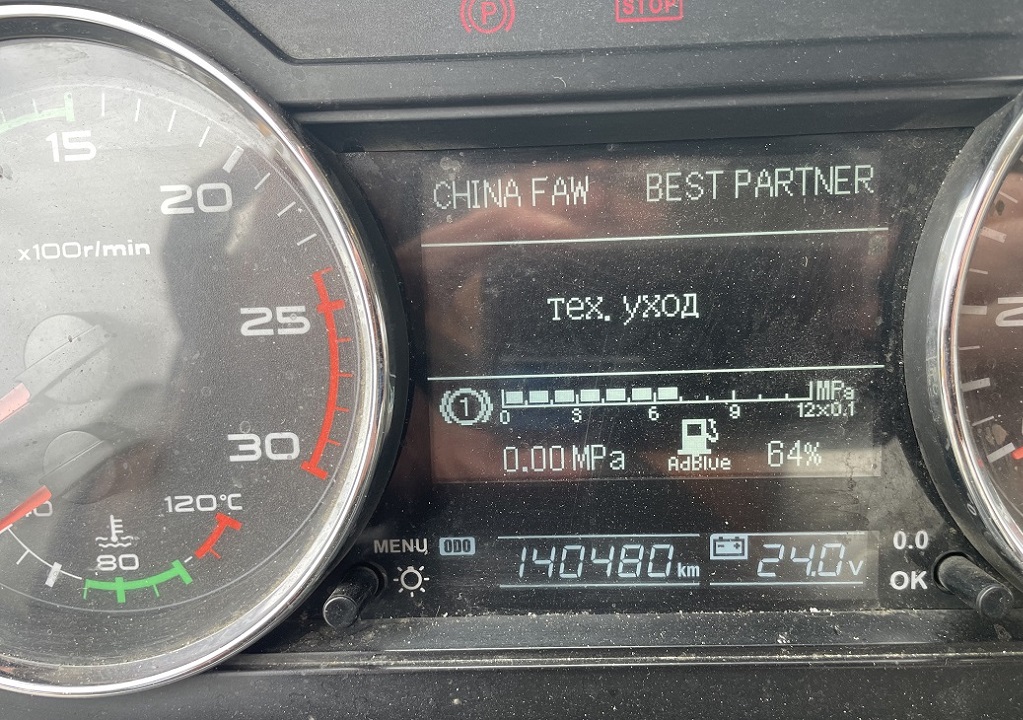 P
STOP
15
20
x100r/min
25
30
120°C
80
CHINA FAW BEST PARTNER
тех. уход
1
0 3 6 9 12x0.1 MPa
0.00 MPa AdBlue 64%
MENU ODO 140480 km 24.0 v 0.0
OK